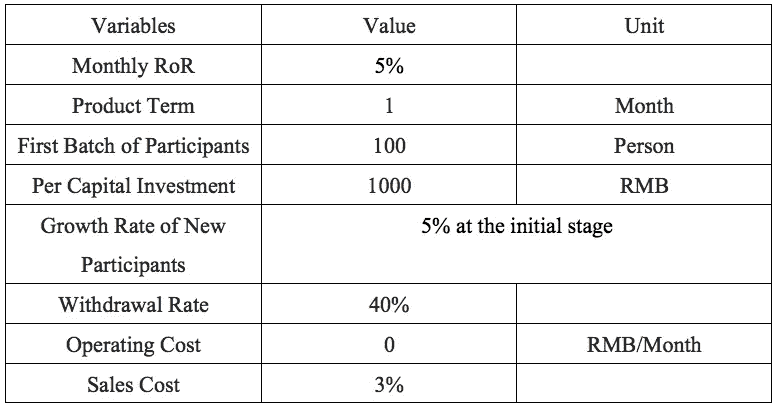 Variables Value Unit
Monthly RoR 5%
Product Term 1 Month
First Batch of Participants 100 Person
Per Capital Investment 1000 RMB
Growth Rate of New 5% at the initial stage
Participants
Withdrawal Rate 40%
Operating Cost 0 RMB/Month
Sales Cost 3%